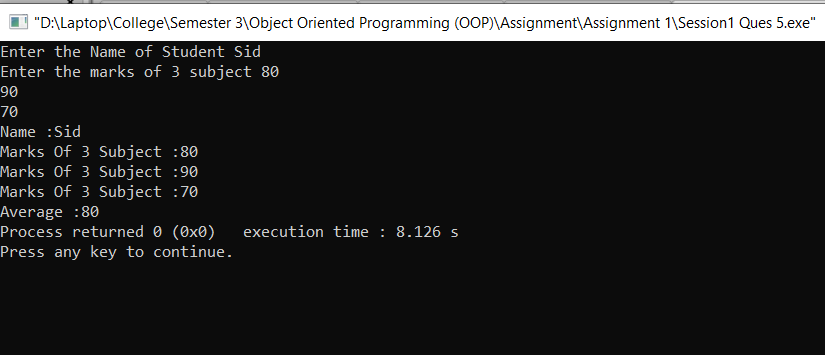 "D:\Laptop\College\Semester 3\Object Oriented Programming (OOP)\Assignment\Assignment 1\Session1 Ques 5.exe"
Enter the Name of Student Sid
Enter the marks of 3 subject 80
90
70
Name :Sid
Marks Of 3 Subject :80
Marks Of 3 Subject :90
Marks Of 3 Subject :70
Average :80
Process returned 0 (0x0)   execution time : 8.126 s
Press any key to continue.